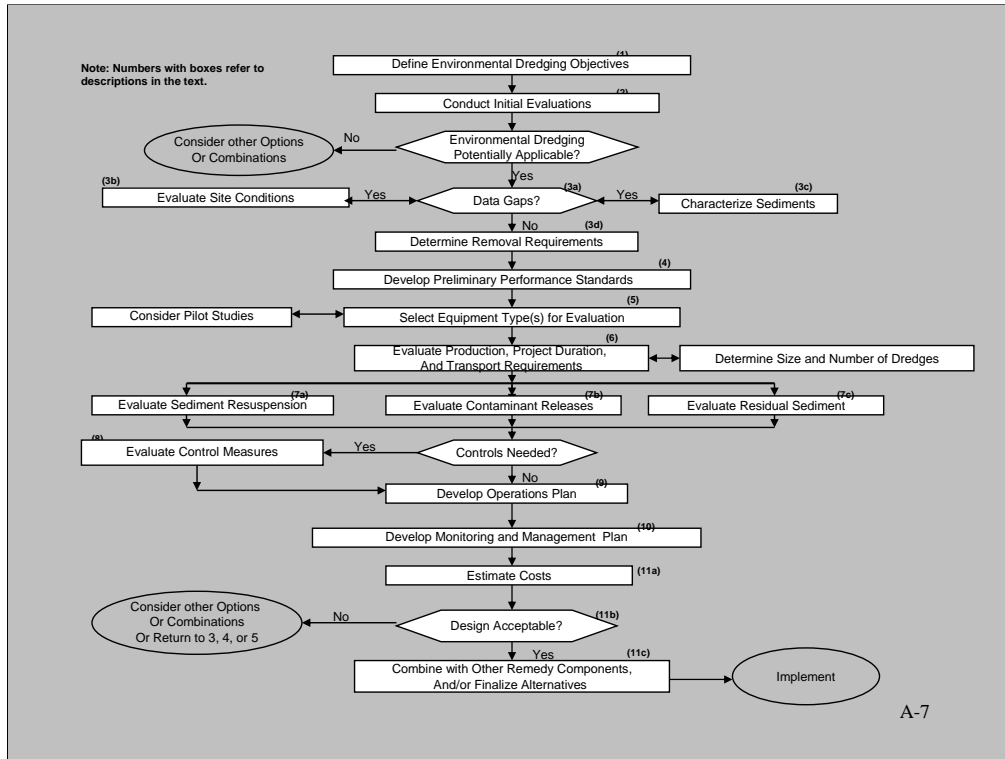 Note: Numbers with boxes refer to
descriptions in the text.
(1)
Define Environmental Dredging Objectives
(2)
Conduct Initial Evaluations
Consider other Options
Or Combinations
No
Environmental Dredging
Potentially Applicable?
Yes
(3b)
Evaluate Site Conditions
Yes
(3a)
Data Gaps?
Yes
(3c)
Characterize Sediments
No
(3d)
Determine Removal Requirements
(4)
Develop Preliminary Performance Standards
(5)
Consider Pilot Studies
Select Equipment Type(s) for Evaluation
(6)
Evaluate Production, Project Duration,
And Transport Requirements
Determine Size and Number of Dredges
(7a)
Evaluate Sediment Resuspension
(7b)
Evaluate Contaminant Releases
(7c)
Evaluate Residual Sediment
(8)
Evaluate Control Measures
Yes
Controls Needed?
No
(9)
Develop Operations Plan
(10)
Develop Monitoring and Management Plan
(11a)
Estimate Costs
Consider other Options
Or Combinations
Or Return to 3, 4, or 5
No
(11b)
Design Acceptable?
Yes
(11c)
Combine with Other Remedy Components,
And/or Finalize Alternatives
Implement
A-7